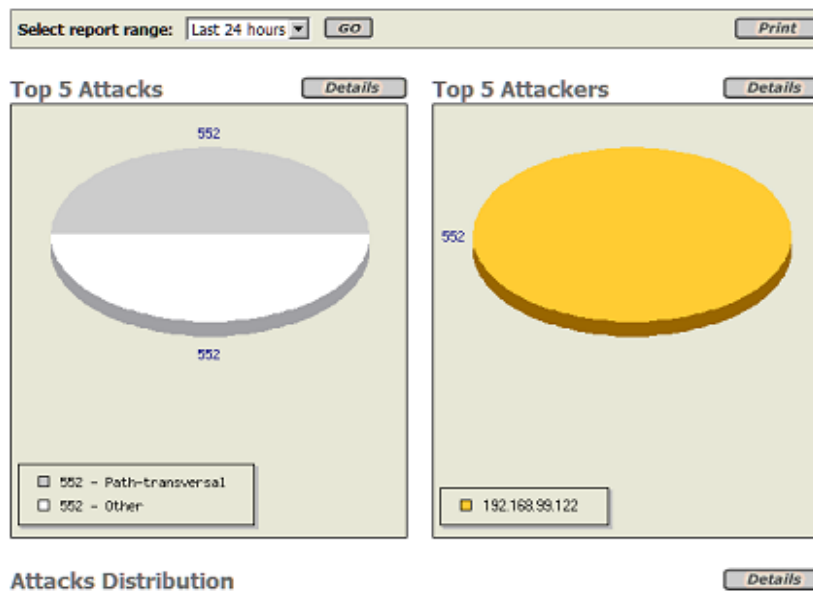 Select report range: Last 24 hours GO Print
Top 5 Attacks Details
Top 5 Attackers Details
552
552
552 - Path-transversal
552 - Other
552
192.168.99.122
Attacks Distribution Details